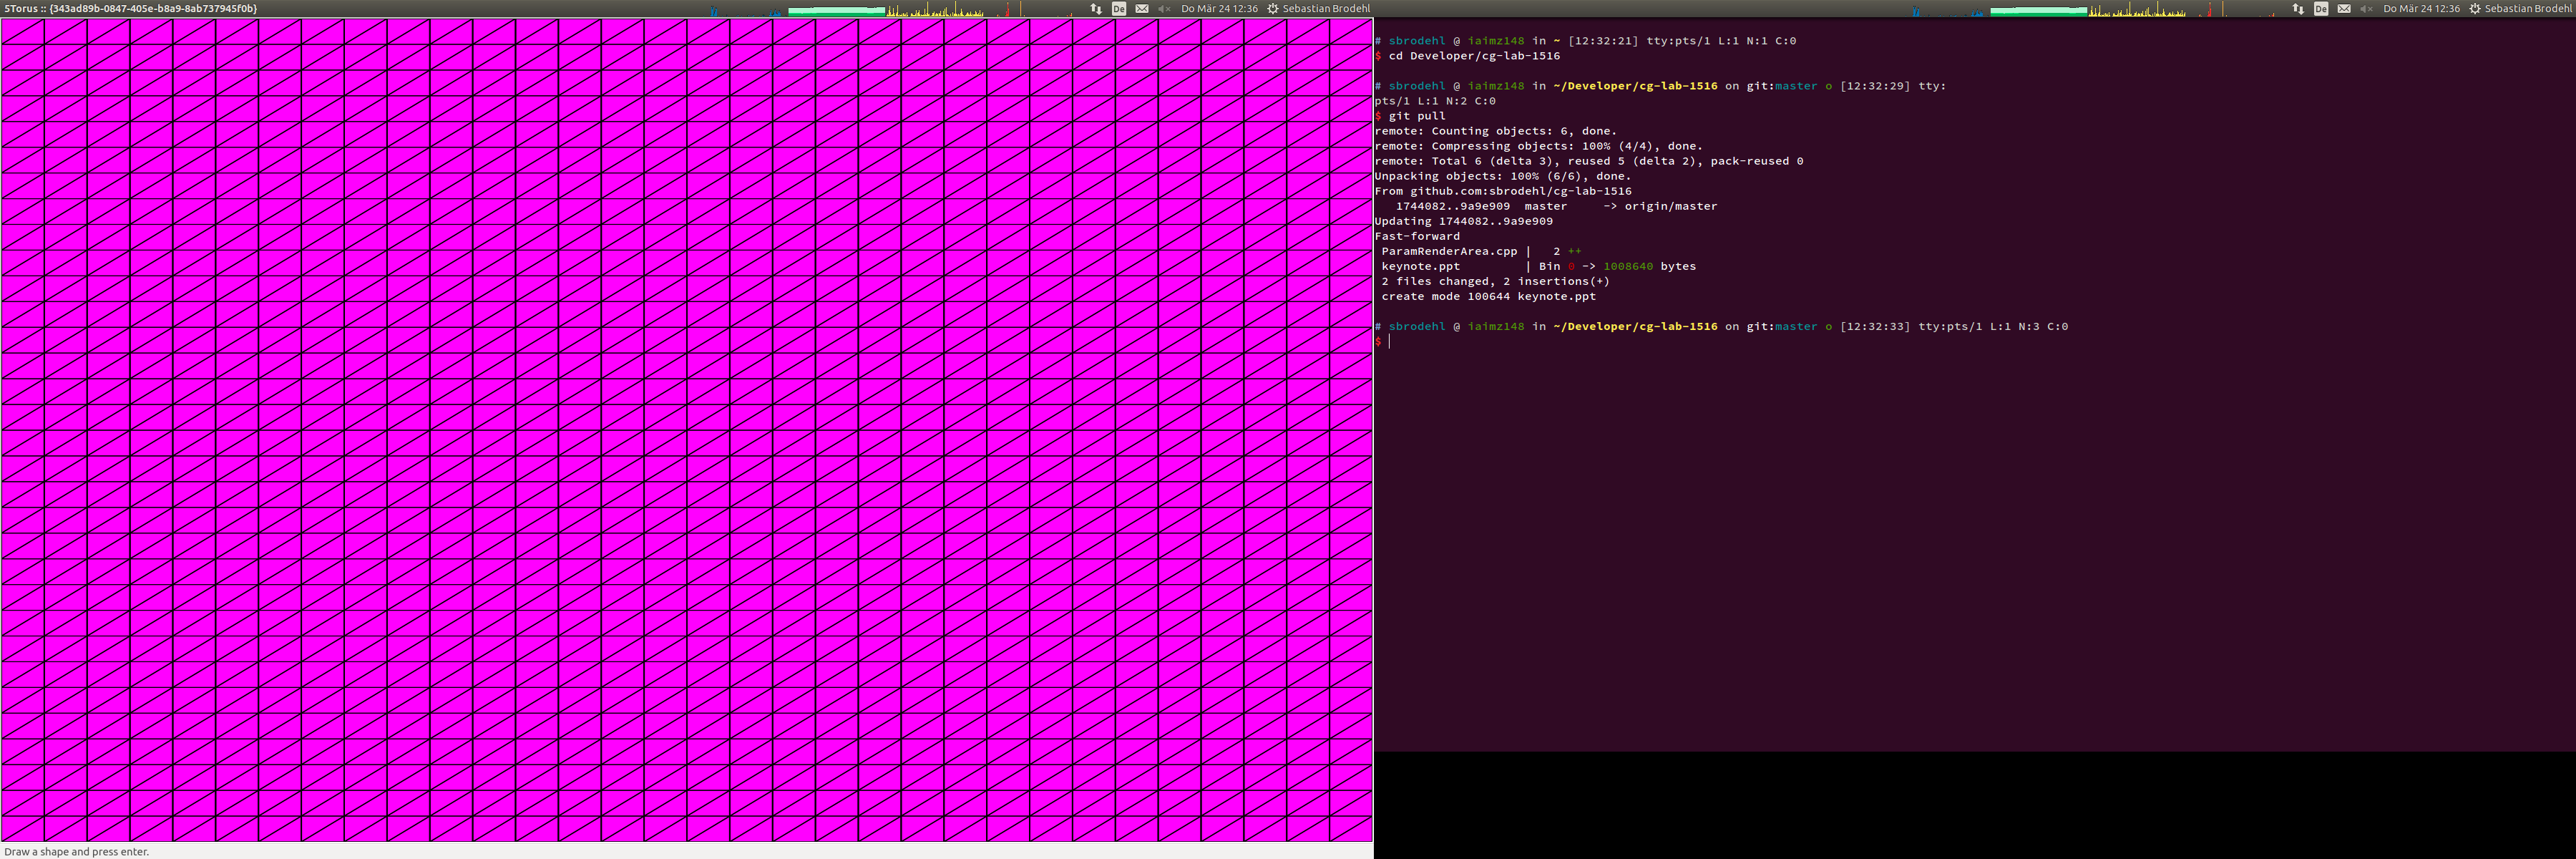 5Torus :: {343ad89b-0847-405e-b8a9-8ab737945f0b}
De Do Mär 24 12:36 Sebastian Brodehl
De Do Mär 24 12:36 Sebastian Brodehl
# sbrodehl @ iaimz148 in ~ [12:32:21] tty:pts/1 L:1 N:1 C:0
$ cd Developer/cg-lab-1516
# sbrodehl @ iaimz148 in ~/Developer/cg-lab-1516 on git:master o [12:32:29] tty:
pts/1 L:1 N:2 C:0
$ git pull
remote: Counting objects: 6, done.
remote: Compressing objects: 100% (4/4), done.
remote: Total 6 (delta 3), reused 5 (delta 2), pack-reused 0
Unpacking objects: 100% (6/6), done.
From github.com:sbrodehl/cg-lab-1516
   1744082..9a9e909  master     -> origin/master
Updating 1744082..9a9e909
Fast-forward
 ParamRenderArea.cpp |   2 ++
 keynote.ppt         | Bin 0 -> 1008640 bytes
 2 files changed, 2 insertions(+)
 create mode 100644 keynote.ppt
# sbrodehl @ iaimz148 in ~/Developer/cg-lab-1516 on git:master o [12:32:33] tty:pts/1 L:1 N:3 C:0
$
Draw a shape and press enter.